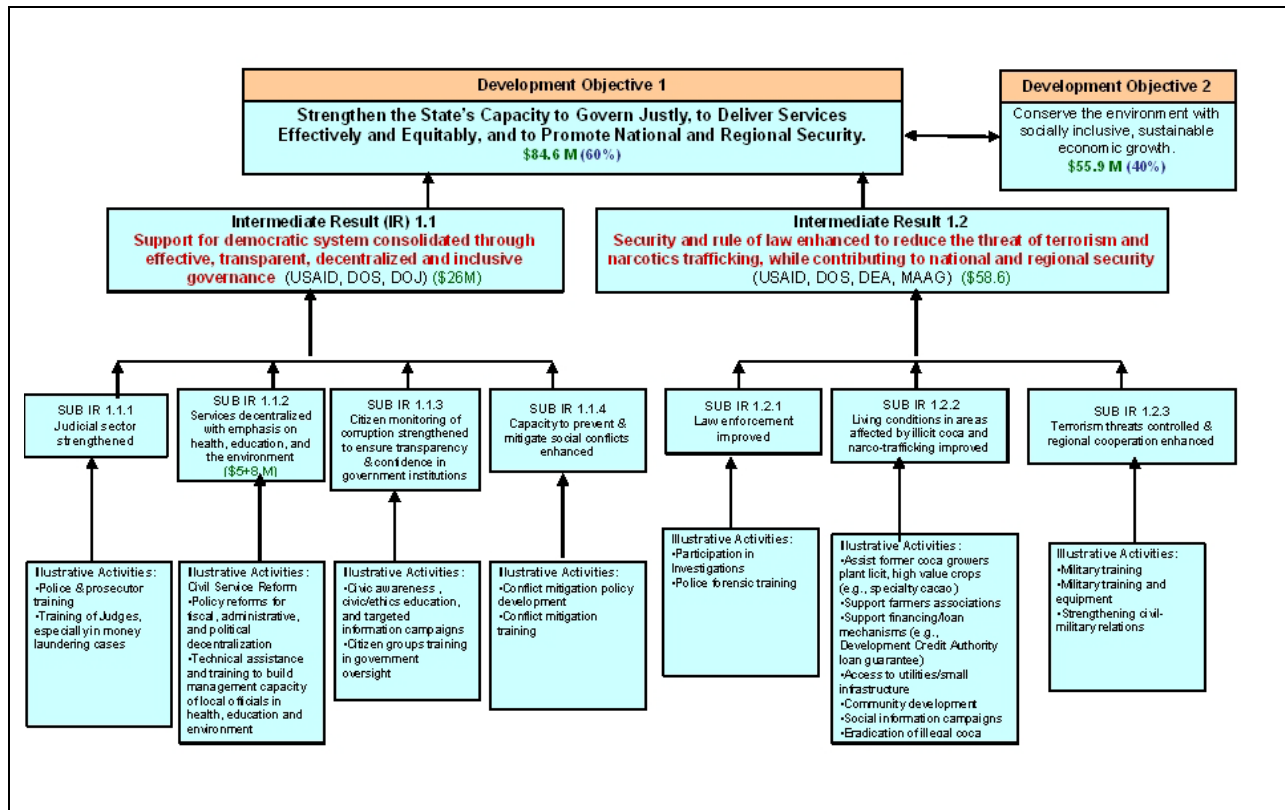 Development Objective 1
Strengthen the State's Capacity to Govern Justly, to Deliver Services
Effectively and Equitably, and to Promote National and Regional Security.
$84.6 M (60%)
Development Objective 2
Conserve the environment with
socially inclusive, sustainable
economic growth.
$55.9 M (40%)
Intermediate Result (IR) 1.1
Support for democratic system consolidated through
effective, transparent, decentralized and inclusive
governance (USAID, DOS, DOJ) ($26M)
Intermediate Result 1.2
Security and rule of law enhanced to reduce the threat of terrorism and
narcotics trafficking, while contributing to national and regional security
(USAID, DOS, DEA, MAAG) ($58.6)
SUB IR 1.1.1
Judicial sector
strengthened
SUB IR 1.1.2
Services decentralized
with emphasis on
health, education, and
the environment
($5+8 M)
SUB IR 1.1.3
Citizen monitoring of
corruption strengthened
to ensure transparency
& confidence in
government institutions
SUB IR 1.1.4
Capacity to prevent &
mitigate social conflicts
enhanced
SUB IR 1.2.1
Law enforcement
improved
SUB IR 1.2.2
Living conditions in areas
affected by illicit coca and
narco-trafficking improved
SUB IR 1.2.3
Terrorism threats controlled &
regional cooperation enhanced
Illustrative Activities:
•Police & prosecutor
training
•Training of Judges,
especially in money
laundering cases
Illustrative Activities:
Civil Service Reform
•Policy reforms for
fiscal, administrative,
and political
decentralization
•Technical assistance
and training to build
management capacity
of local officials in
health, education and
environment
Illustrative Activities:
•Civic awareness,
civic/ethics education,
and targeted
information campaigns
•Citizen groups training
in government
oversight
Illustrative Activities:
•Conflict mitigation policy
development
•Conflict mitigation
training
Illustrative Activities:
•Participation in
Investigations
•Police forensic training
Illustrative Activities:
•Assist former coca growers
plant licit, high value crops
(e.g., specialty cacao)
•Support farmers associations
•Support financing/loan
mechanisms (e.g.,
Development Credit Authority
loan guarantee)
•Access to utilities/small
infrastructure
•Community development
•Social information campaigns
•Eradication of illegal coca
Illustrative Activities:
•Military training
•Military training and
equipment
•Strengthening civil-
military relations